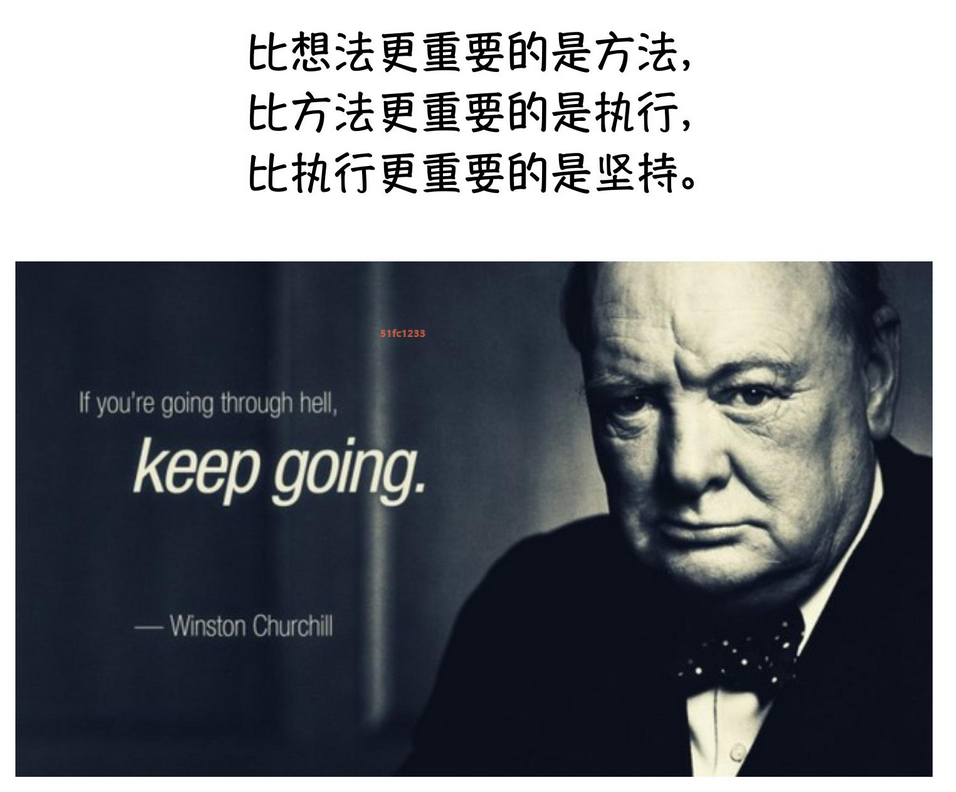 比想法更重要的是方法,
比方法更重要的是执行,
比执行更重要的是坚持。
51fc1233
If you're going through hell,
keep going.
— Winston Churchill